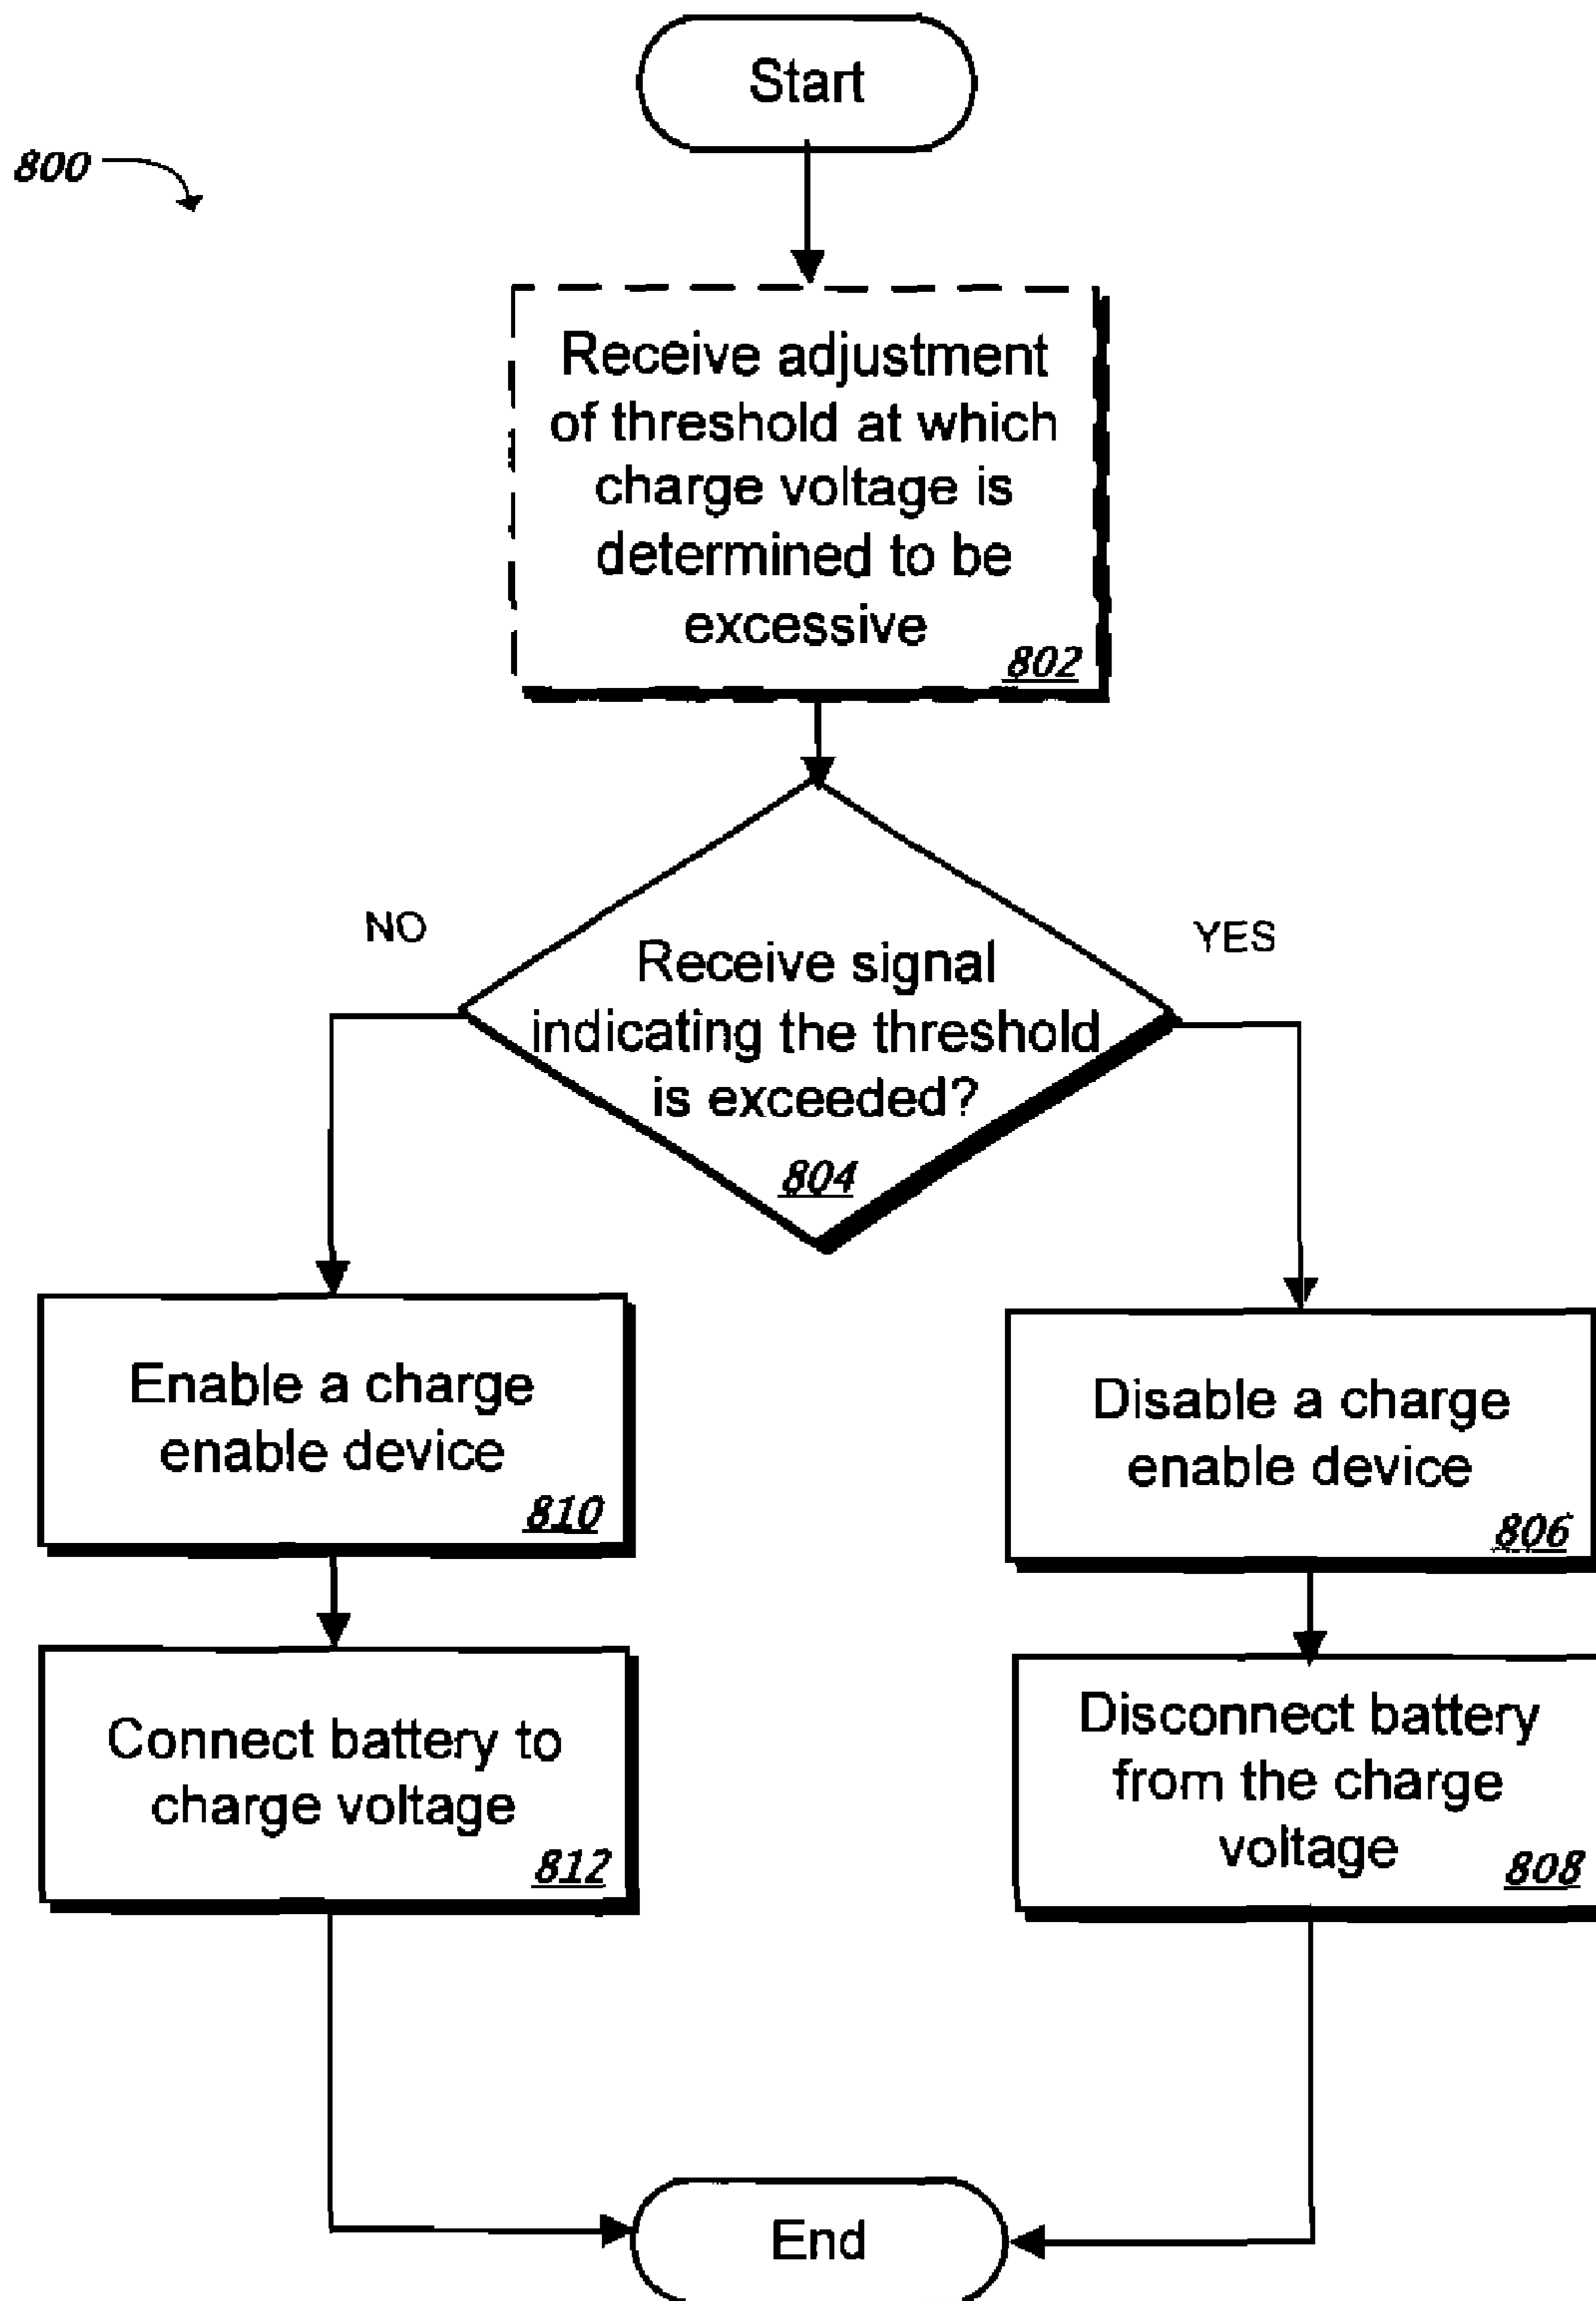 Start
800
Receive adjustment
of threshold at which
charge voltage is
determined to be
excessive
802
NO
YES
Receive signal
indicating the threshold
is exceeded?
804
Enable a charge
enable device
810
Disable a charge
enable device
806
Connect battery to
charge voltage
812
Disconnect battery
from the charge
voltage
808
End